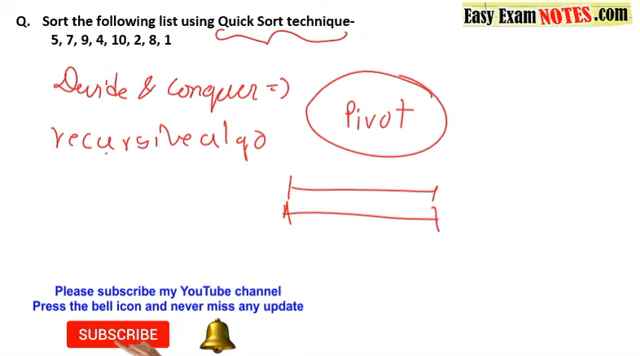 Easy Exam NOTES.com
Q. Sort the following list using Quick Sort technique-
5, 7, 9, 4, 10, 2, 8, 1
Devide & Conquer =>
Pivot
recursive algo
Please subscribe my YouTube channel
Press the bell icon and never miss any update
SUBSCRIBE